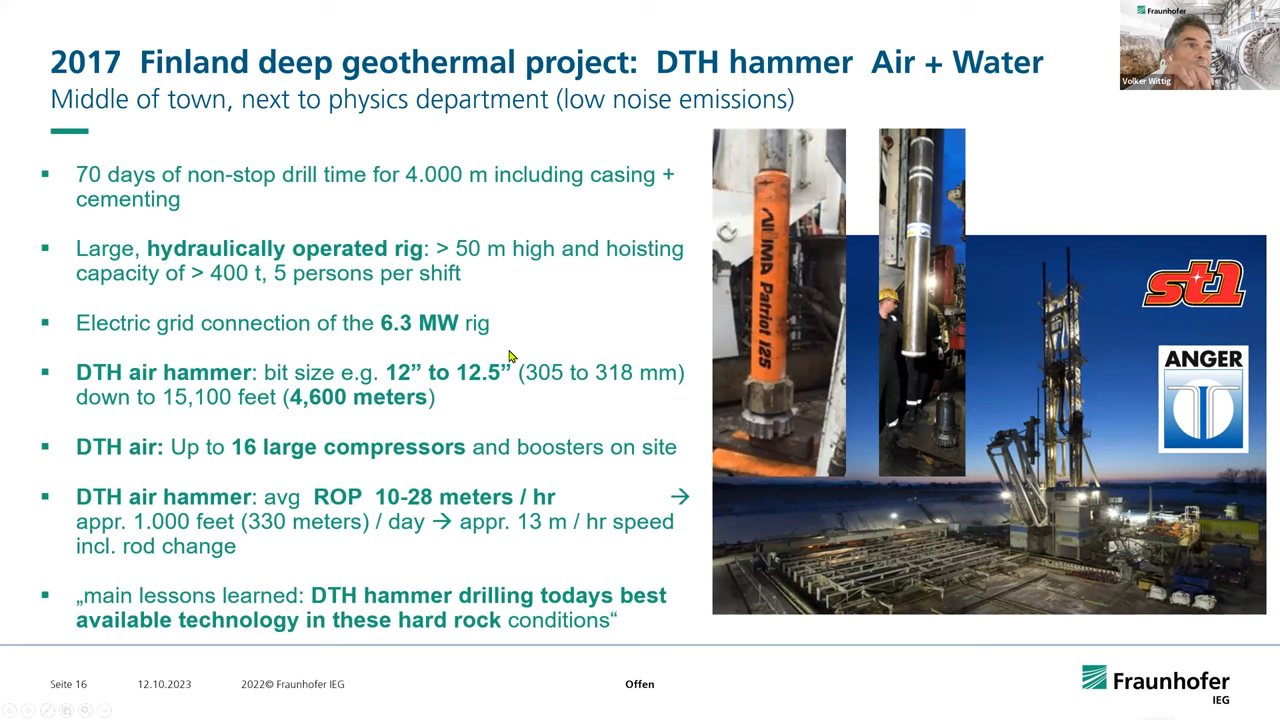 Fraunhofer
Volker Wittig
2017 Finland deep geothermal project: DTH hammer Air + Water
Middle of town, next to physics department (low noise emissions)
▪ 70 days of non-stop drill time for 4.000 m including casing +
cementing
▪ Large, hydraulically operated rig: > 50 m high and hoisting
capacity of > 400 t, 5 persons per shift
▪ Electric grid connection of the 6.3 MW rig
▪ DTH air hammer: bit size e.g. 12” to 12.5” (305 to 318 mm)
down to 15,100 feet (4,600 meters)
▪ DTH air: Up to 16 large compressors and boosters on site
▪ DTH air hammer: avg ROP 10-28 meters / hr →
appr. 1.000 feet (330 meters) / day → appr. 13 m / hr speed
incl. rod change
▪ „main lessons learned: DTH hammer drilling todays best
available technology in these hard rock conditions“
NUMA Patriot 125
st1
ANGER
Seite 16 12.10.2023 2022© Fraunhofer IEG Offen
Fraunhofer
IEG